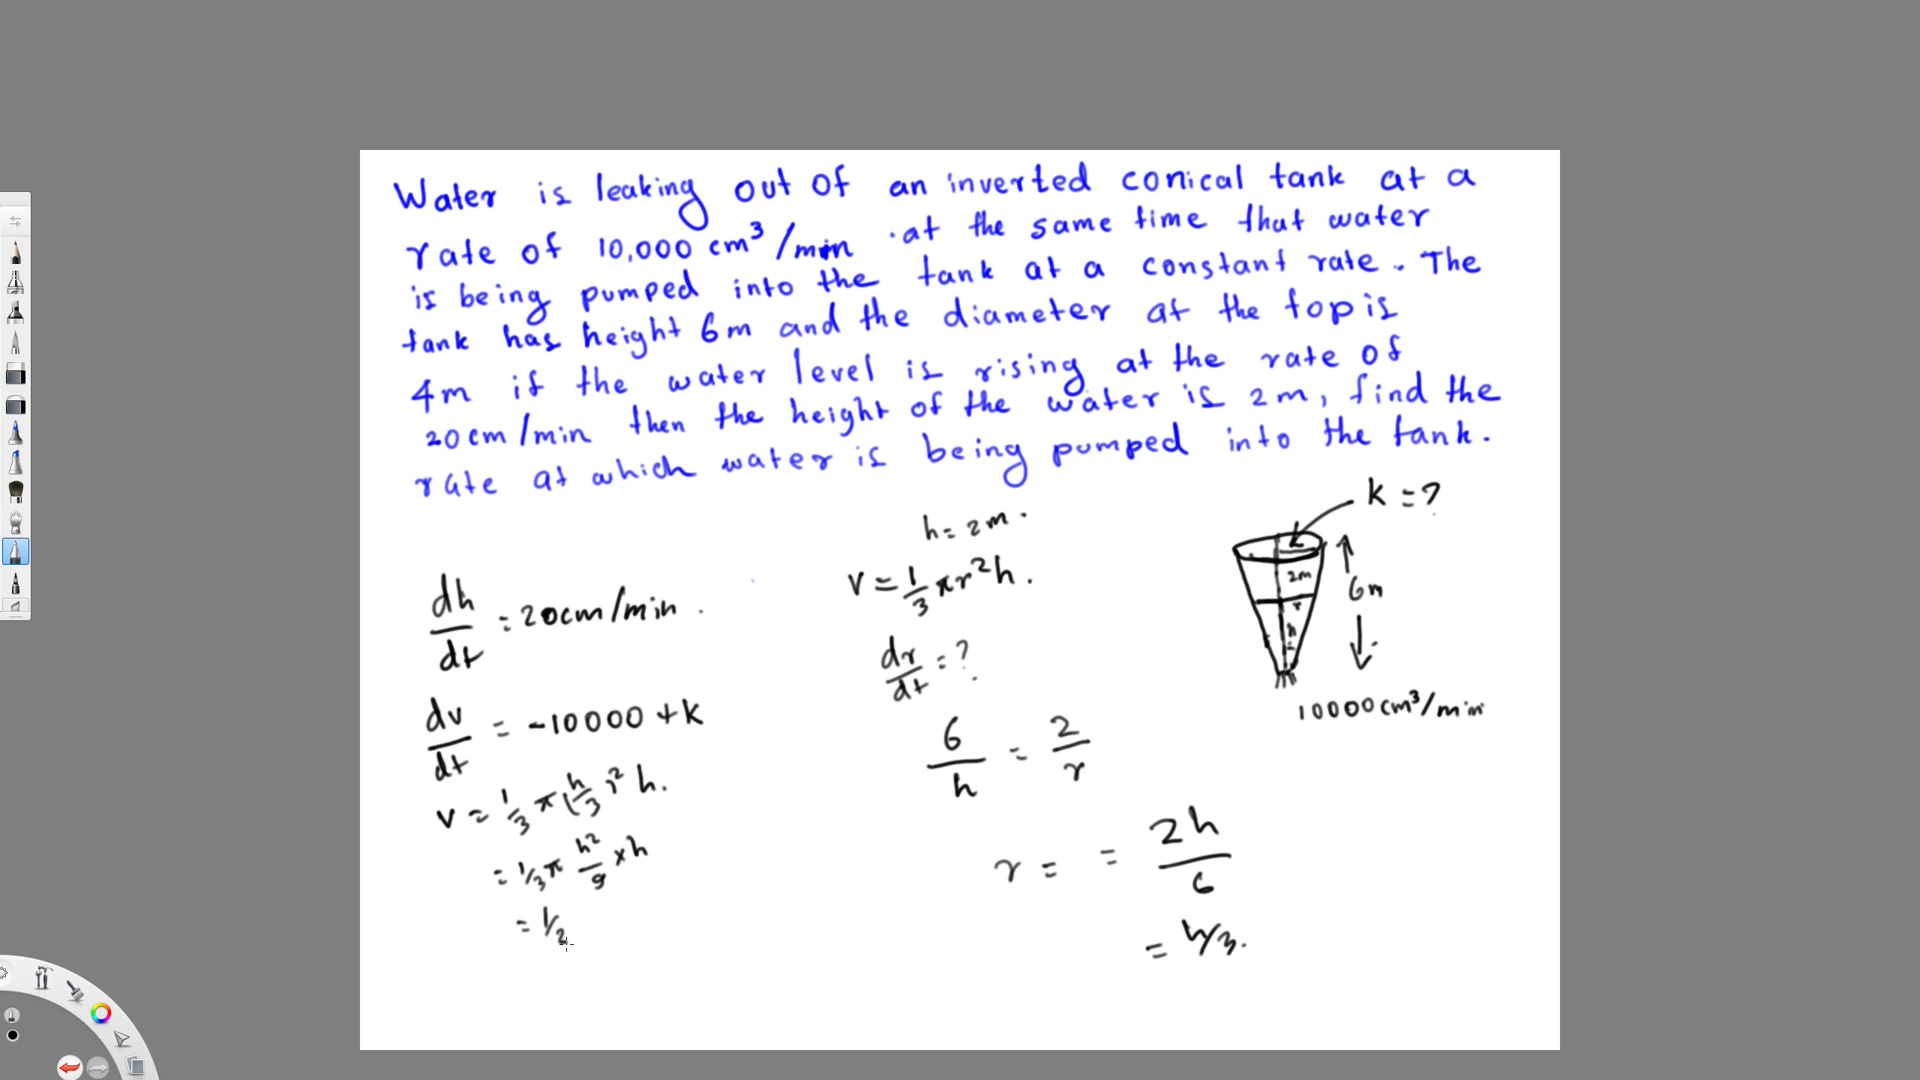 Water is leaking out of an inverted conical tank at a
rate of 10,000 cm³/min . at the same time that water
is being pumped into the tank at a constant rate. The
tank has height 6m and the diameter at the top is
4m if the water level is rising at the rate of
20cm/min then the height of the water is 2m, find the
rate at which water is being pumped into the tank.
dh/dt = 20cm/min .
dv/dt = -10000 + k
v = 1/3 π (h/3)² h.
= 1/3 π h²/9 × h
= 1/2
h = 2m .
v = 1/3 πr²h .
dr/dt = ?
6/h = 2/r
r = = 2h/6
= h/3.
k = ?
2
2m
r
h
6m
10000cm³/min